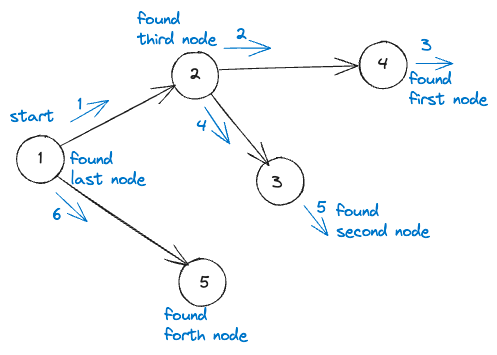 found
third node
2
3
4
found
first node
2
start
1
4
1
found
last node
3
5 found
second node
6
5
found
forth node